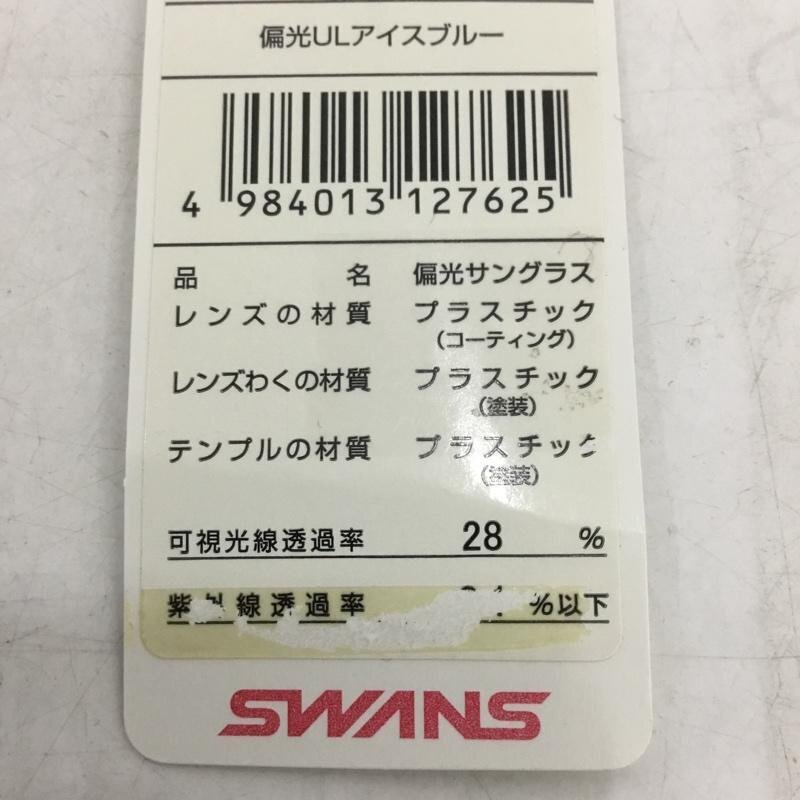 偏光ULアイスブルー
4 984013 127625
品名 偏光サングラス
レンズの材質 プラスチック
(コーティング)
レンズわくの材質 プラスチック
(塗装)
テンプルの材質 プラスチック
(塗装)
可視光線透過率 28 %
紫外線透過率 %以下
SWANS